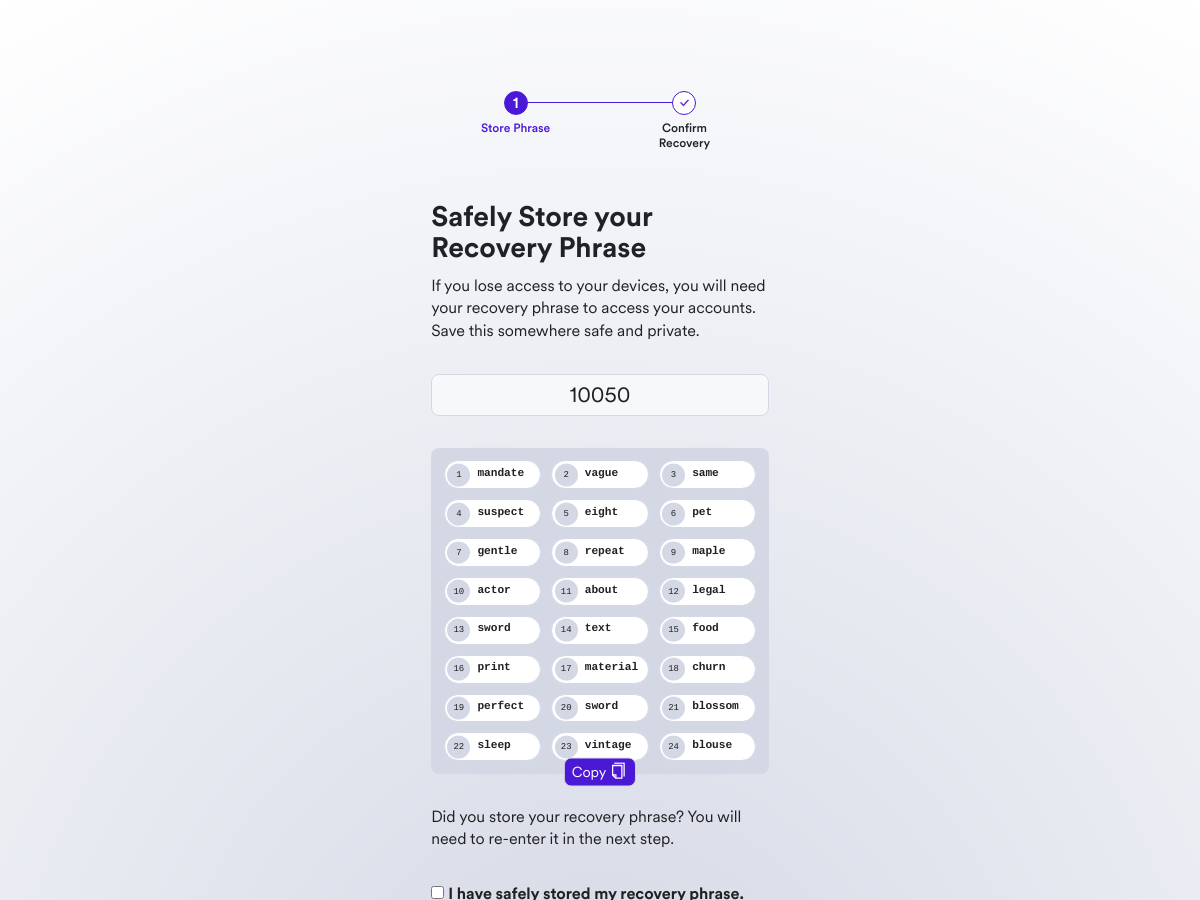 1
Store Phrase
Confirm
Recovery
Safely Store your
Recovery Phrase
If you lose access to your devices, you will need
your recovery phrase to access your accounts.
Save this somewhere safe and private.
10050
1 mandate 2 vague 3 same
4 suspect 5 eight 6 pet
7 gentle 8 repeat 9 maple
10 actor 11 about 12 legal
13 sword 14 text 15 food
16 print 17 material 18 churn
19 perfect 20 sword 21 blossom
22 sleep 23 vintage 24 blouse
Copy
Did you store your recovery phrase? You will
need to re-enter it in the next step.
I have safely stored my recovery phrase.